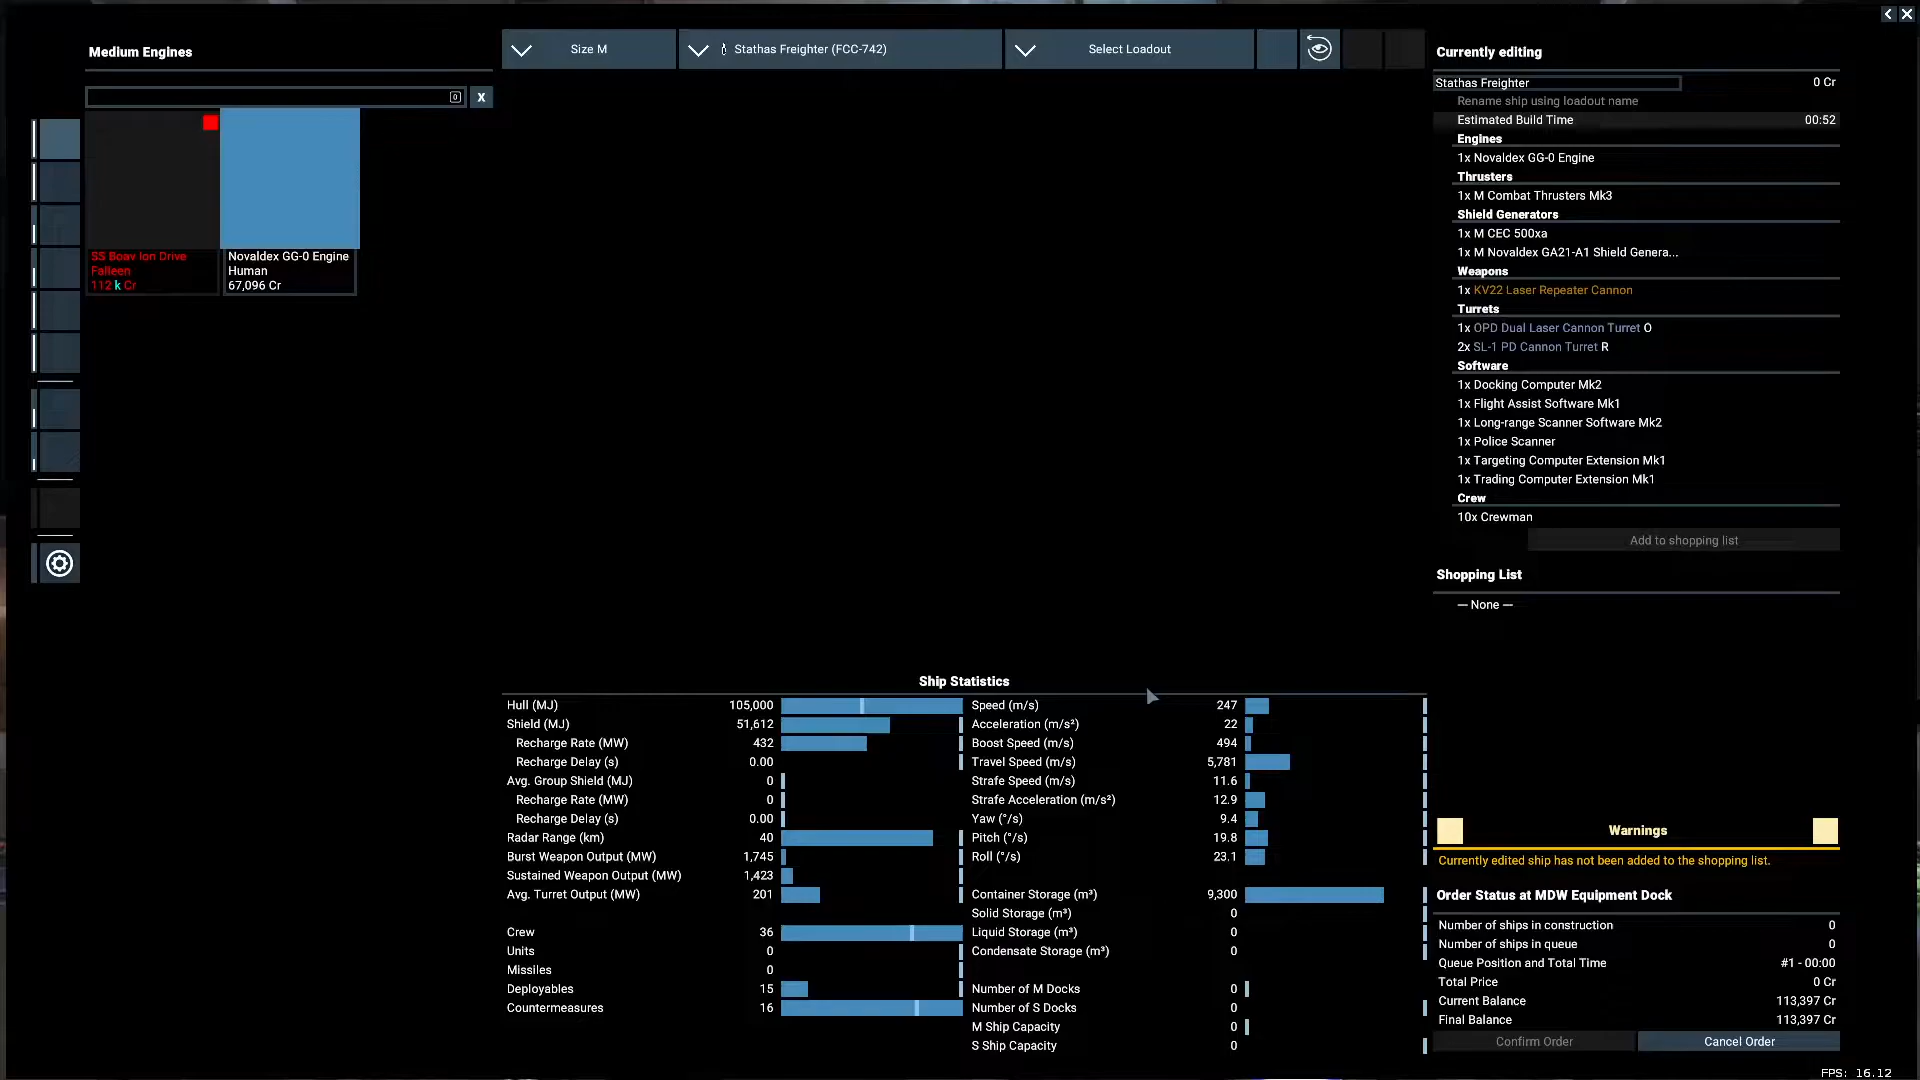 Medium Engines
Size M
Stathas Freighter (FCC-742)
Select Loadout
X
SS Boav Ion Drive
Falleen
112 k Cr
Novaldex GG-0 Engine
Human
67,096 Cr
Currently editing
Stathas Freighter 0 Cr
Rename ship using loadout name
Estimated Build Time 00:52
Engines
1x Novaldex GG-0 Engine
Thrusters
1x M Combat Thrusters Mk3
Shield Generators
1x M CEC 500xa
1x M Novaldex GA21-A1 Shield Genera...
Weapons
1x KV22 Laser Repeater Cannon
Turrets
1x OPD Dual Laser Cannon Turret O
2x SL-1 PD Cannon Turret R
Software
1x Docking Computer Mk2
1x Flight Assist Software Mk1
1x Long-range Scanner Software Mk2
1x Police Scanner
1x Targeting Computer Extension Mk1
1x Trading Computer Extension Mk1
Crew
10x Crewman
Add to shopping list
Shopping List
— None —
Ship Statistics
Hull (MJ) 105,000
Shield (MJ) 51,612
Recharge Rate (MW) 432
Recharge Delay (s) 0.00
Avg. Group Shield (MJ) 0
Recharge Rate (MW) 0
Recharge Delay (s) 0.00
Radar Range (km) 40
Burst Weapon Output (MW) 1,745
Sustained Weapon Output (MW) 1,423
Avg. Turret Output (MW) 201
Crew 36
Units 0
Missiles 0
Deployables 15
Countermeasures 16
Speed (m/s) 247
Acceleration (m/s²) 22
Boost Speed (m/s) 494
Travel Speed (m/s) 5,781
Strafe Speed (m/s) 11.6
Strafe Acceleration (m/s²) 12.9
Yaw (°/s) 9.4
Pitch (°/s) 19.8
Roll (°/s) 23.1
Container Storage (m³) 9,300
Solid Storage (m³) 0
Liquid Storage (m³) 0
Condensate Storage (m³) 0
Number of M Docks 0
Number of S Docks 0
M Ship Capacity 0
S Ship Capacity 0
Warnings
Currently edited ship has not been added to the shopping list.
Order Status at MDW Equipment Dock
Number of ships in construction 0
Number of ships in queue 0
Queue Position and Total Time #1 - 00:00
Total Price 0 Cr
Current Balance 113,397 Cr
Final Balance 113,397 Cr
Confirm Order
Cancel Order
FPS: 16.12